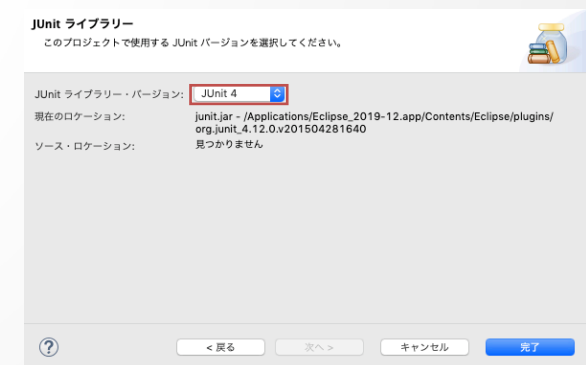 JUnit ライブラリー
このプロジェクトで使用する JUnit バージョンを選択してください。
JUnit ライブラリー・バージョン: JUnit 4
現在のロケーション: junit.jar - /Applications/Eclipse_2019-12.app/Contents/Eclipse/plugins/
org.junit_4.12.0.v201504281640
ソース・ロケーション: 見つかりません
? < 戻る 次へ > キャンセル 完了